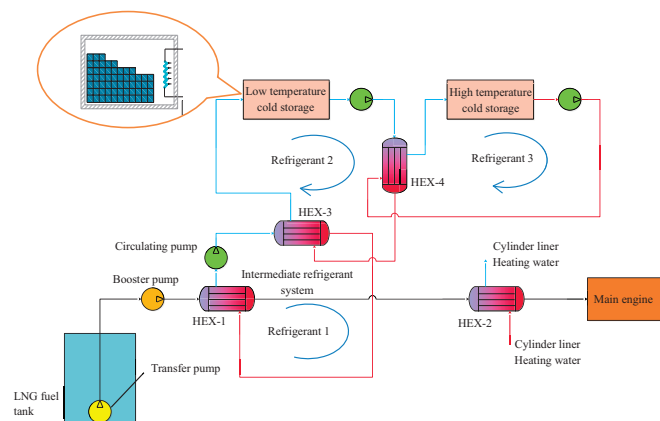 Low temperature
cold storage
High temperature
cold storage
Refrigerant 2
Refrigerant 3
HEX-4
HEX-3
Circulating pump
Booster pump
Intermediate refrigerant
system
Cylinder liner
Heating water
HEX-1
Refrigerant 1
HEX-2
Main engine
Cylinder liner
Heating water
Transfer pump
LNG fuel
tank